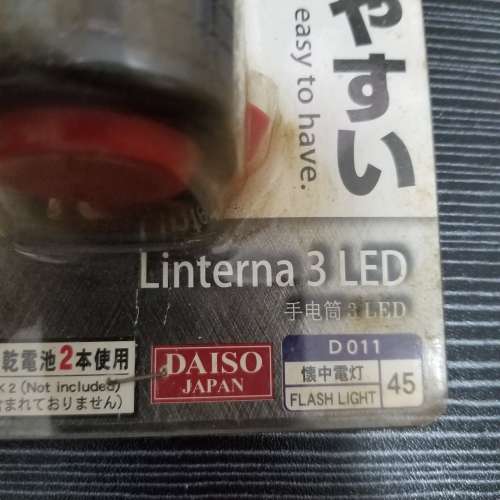 やすい
easy to have.
Linterna 3 LED
手电筒 3 LED
乾電池2本使用
×2 (Not included)
含まれておりません)
DAISO
JAPAN
D011
懐中電灯
FLASH LIGHT
45